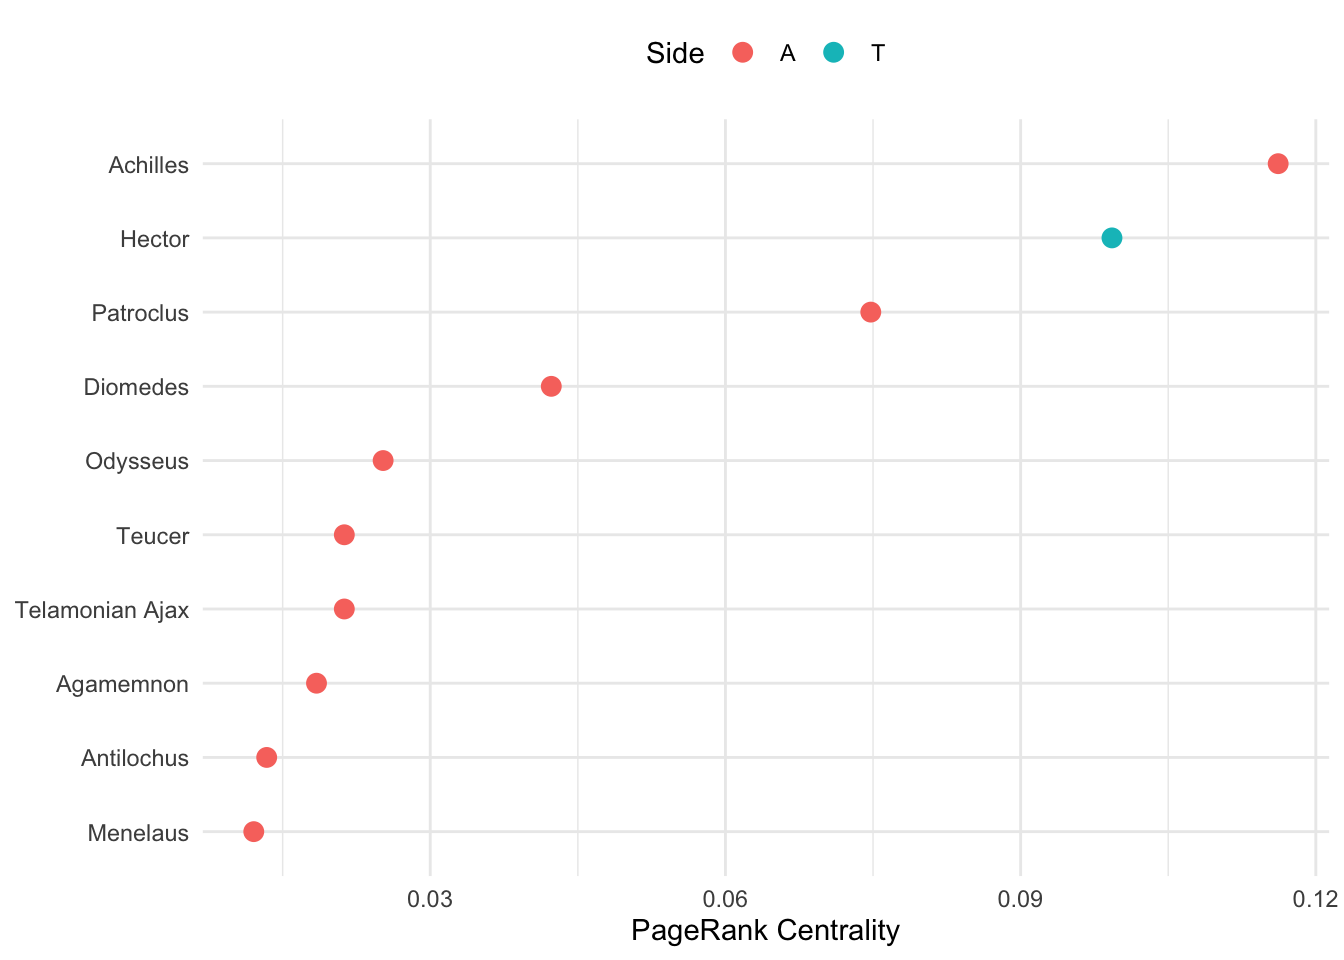 Side A T
Achilles
Hector
Patroclus
Diomedes
Odysseus
Teucer
Telamonian Ajax
Agamemnon
Antilochus
Menelaus
0.03 0.06 0.09 0.12
PageRank Centrality